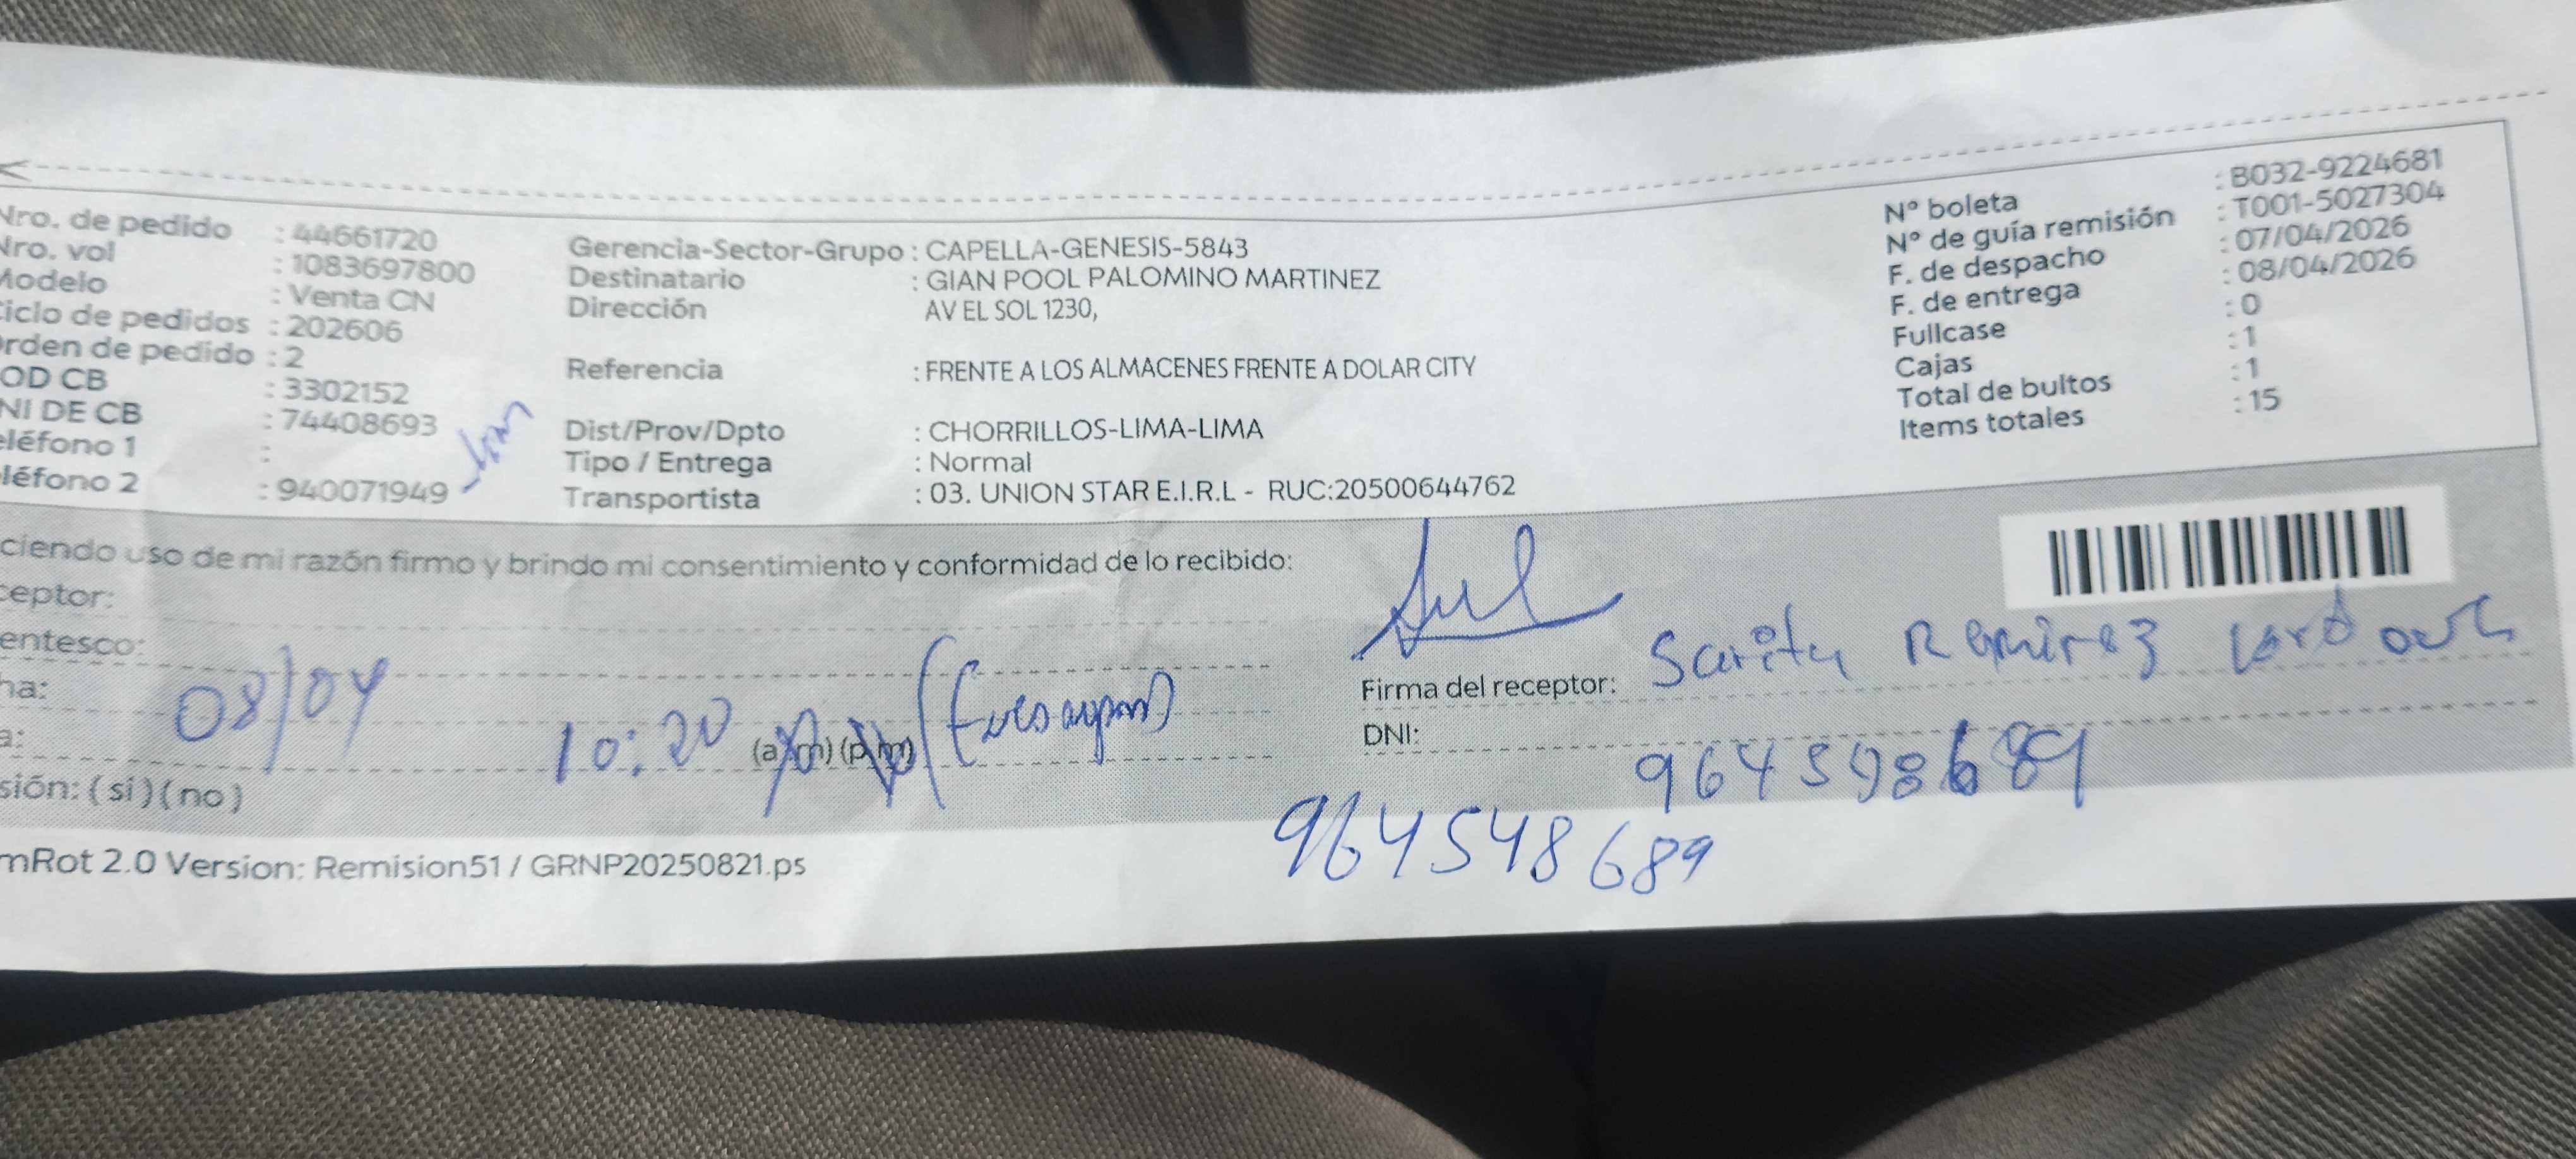 Nro. de pedido : 44661720
Nro. vol : 1083697800
Modelo : Venta CN
Ciclo de pedidos : 202606
Orden de pedido : 2
OD CB : 3302152
NI DE CB : 74408693
eléfono 1 :
léfono 2 : 940071949
Gerencia-Sector-Grupo : CAPELLA-GENESIS-5843
Destinatario : GIAN POOL PALOMINO MARTINEZ
Dirección AV EL SOL 1230,
Referencia : FRENTE A LOS ALMACENES FRENTE A DOLAR CITY
Dist/Prov/Dpto : CHORRILLOS-LIMA-LIMA
Tipo / Entrega : Normal
Transportista : 03. UNION STAR E.I.R.L - RUC:20500644762
N° boleta : B032-9224681
N° de guía remisión : T001-5027304
F. de despacho : 07/04/2026
F. de entrega : 08/04/2026
Fullcase : 0
Cajas : 1
Total de bultos : 1
Items totales : 15
ciendo uso de mi razón firmo y brindo mi consentimiento y conformidad de lo recibido:
ceptor:
entesco:
ha: 08/04
a: 10:20 (a.m) (p.m)
sión: (si) (no)
Firma del receptor: Sarita Ramirez
DNI:
964548689
mRot 2.0 Version: Remision51 / GRNP20250821.ps